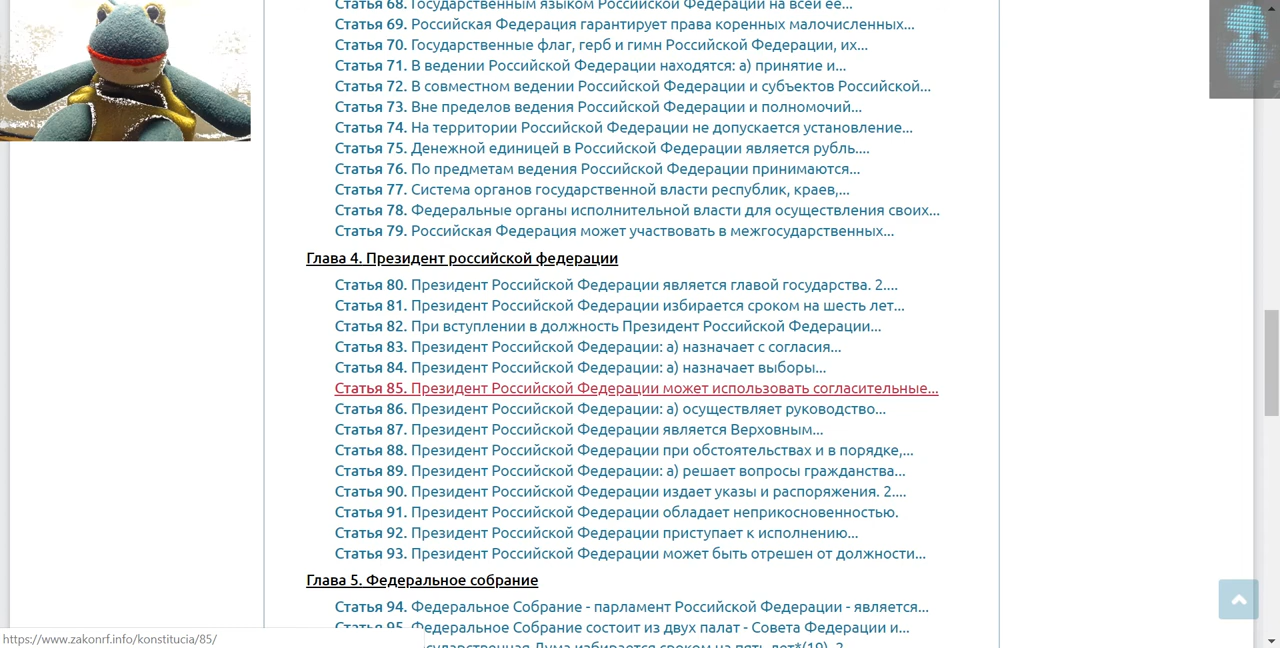 Статья 68. Государственным языком Российской Федерации на всей ее...
Статья 69. Российская Федерация гарантирует права коренных малочисленных...
Статья 70. Государственные флаг, герб и гимн Российской Федерации, их...
Статья 71. В ведении Российской Федерации находятся: а) принятие и...
Статья 72. В совместном ведении Российской Федерации и субъектов Российской...
Статья 73. Вне пределов ведения Российской Федерации и полномочий...
Статья 74. На территории Российской Федерации не допускается установление...
Статья 75. Денежной единицей в Российской Федерации является рубль....
Статья 76. По предметам ведения Российской Федерации принимаются...
Статья 77. Система органов государственной власти республик, краев,...
Статья 78. Федеральные органы исполнительной власти для осуществления своих...
Статья 79. Российская Федерация может участвовать в межгосударственных...
Глава 4. Президент российской федерации
Статья 80. Президент Российской Федерации является главой государства. 2....
Статья 81. Президент Российской Федерации избирается сроком на шесть лет...
Статья 82. При вступлении в должность Президент Российской Федерации...
Статья 83. Президент Российской Федерации: а) назначает с согласия...
Статья 84. Президент Российской Федерации: а) назначает выборы...
Статья 85. Президент Российской Федерации может использовать согласительные...
Статья 86. Президент Российской Федерации: а) осуществляет руководство...
Статья 87. Президент Российской Федерации является Верховным...
Статья 88. Президент Российской Федерации при обстоятельствах и в порядке,...
Статья 89. Президент Российской Федерации: а) решает вопросы гражданства...
Статья 90. Президент Российской Федерации издает указы и распоряжения. 2....
Статья 91. Президент Российской Федерации обладает неприкосновенностью.
Статья 92. Президент Российской Федерации приступает к исполнению...
Статья 93. Президент Российской Федерации может быть отрешен от должности...
Глава 5. Федеральное собрание
Статья 94. Федеральное Собрание - парламент Российской Федерации - является...
Статья 95. Федеральное Собрание состоит из двух палат - Совета Федерации и...
сударственная Дума избирается сроком на пять лет*(19). 2
https://www.zakonrf.info/konstitucia/85/